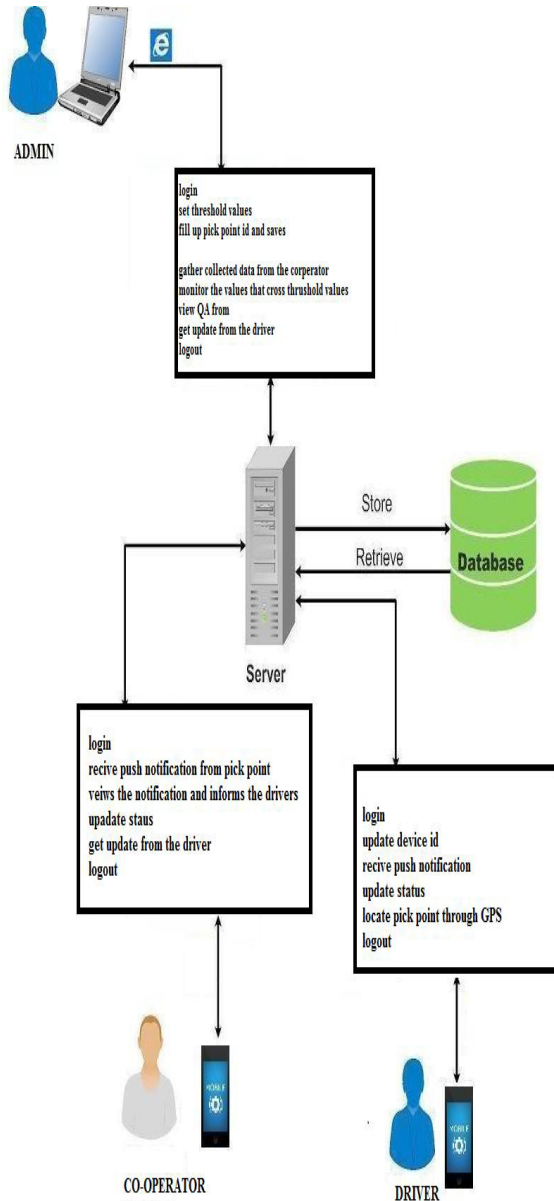 ADMIN
login
set threshold values
fill up pick point id and saves
gather collected data from the corperator
monitor the values that cross thrushold values
view QA from
get update from the driver
logout
Store
Retrieve
Database
Server
login
recive push notification from pick point
veiws the notification and informs the drivers
upadate staus
get update from the driver
logout
login
update device id
recive push notification
update status
locate pick point through GPS
logout
MOBILE
MOBILE
CO-OPERATOR
DRIVER